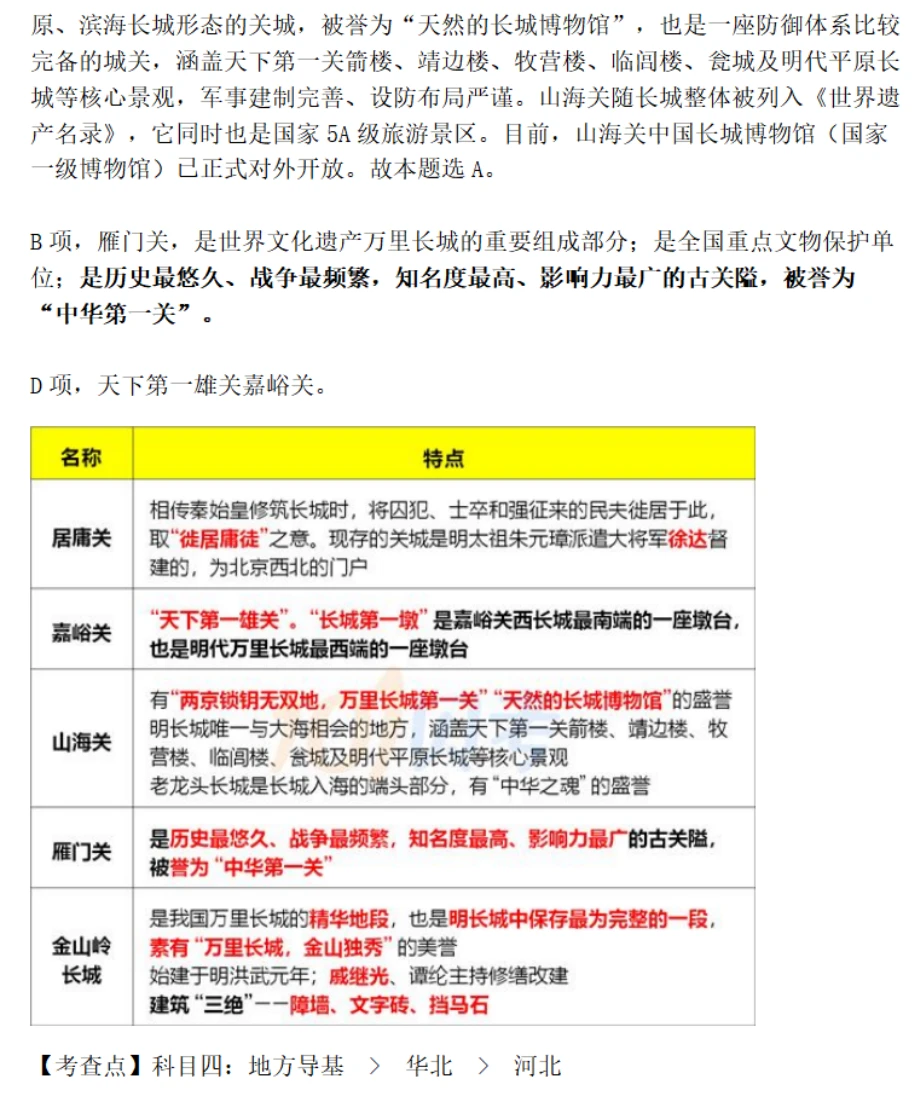 原、滨海长城形态的关城，被誉为“天然的长城博物馆”，也是一座防御体系比较
完备的城关，涵盖天下第一关箭楼、靖边楼、牧营楼、临闾楼、瓮城及明代平原长
城等核心景观，军事建制完善、设防布局严谨。山海关随长城整体被列入《世界遗
产名录》，它同时也是国家 5A 级旅游景区。目前，山海关中国长城博物馆（国家
一级博物馆）已正式对外开放。故本题选 A。
B 项，雁门关，是世界文化遗产万里长城的重要组成部分；是全国重点文物保护单
位；是历史最悠久、战争最频繁，知名度最高、影响力最广的古关隘，被誉为
“中华第一关”。
D 项，天下第一雄关嘉峪关。
名称 特点
居庸关
相传秦始皇修筑长城时，将囚犯、士卒和强征来的民夫徙居于此，
取“徙居庸徒”之意。现存的关城是明太祖朱元璋派遣大将军徐达督
建的，为北京西北的门户
嘉峪关
“天下第一雄关”。“长城第一墩” 是嘉峪关西长城最南端的一座墩台，
也是明代万里长城最西端的一座墩台
山海关
有“两京锁钥无双地，万里长城第一关” “天然的长城博物馆”的盛誉
明长城唯一与大海相会的地方，涵盖天下第一关箭楼、靖边楼、牧
营楼、临闾楼、瓮城及明代平原长城等核心景观
老龙头长城是长城入海的端头部分，有“中华之魂” 的盛誉
雁门关
是历史最悠久、战争最频繁，知名度最高、影响力最广的古关隘，
被誉为 “中华第一关”
金山岭
长城
是我国万里长城的精华地段，也是明长城中保存最为完整的一段，
素有 “万里长城，金山独秀” 的美誉
始建于明洪武元年；戚继光、谭纶主持修缮改建
建筑 “三绝”——障墙、文字砖、挡马石
【考查点】科目四：地方导基 > 华北 > 河北